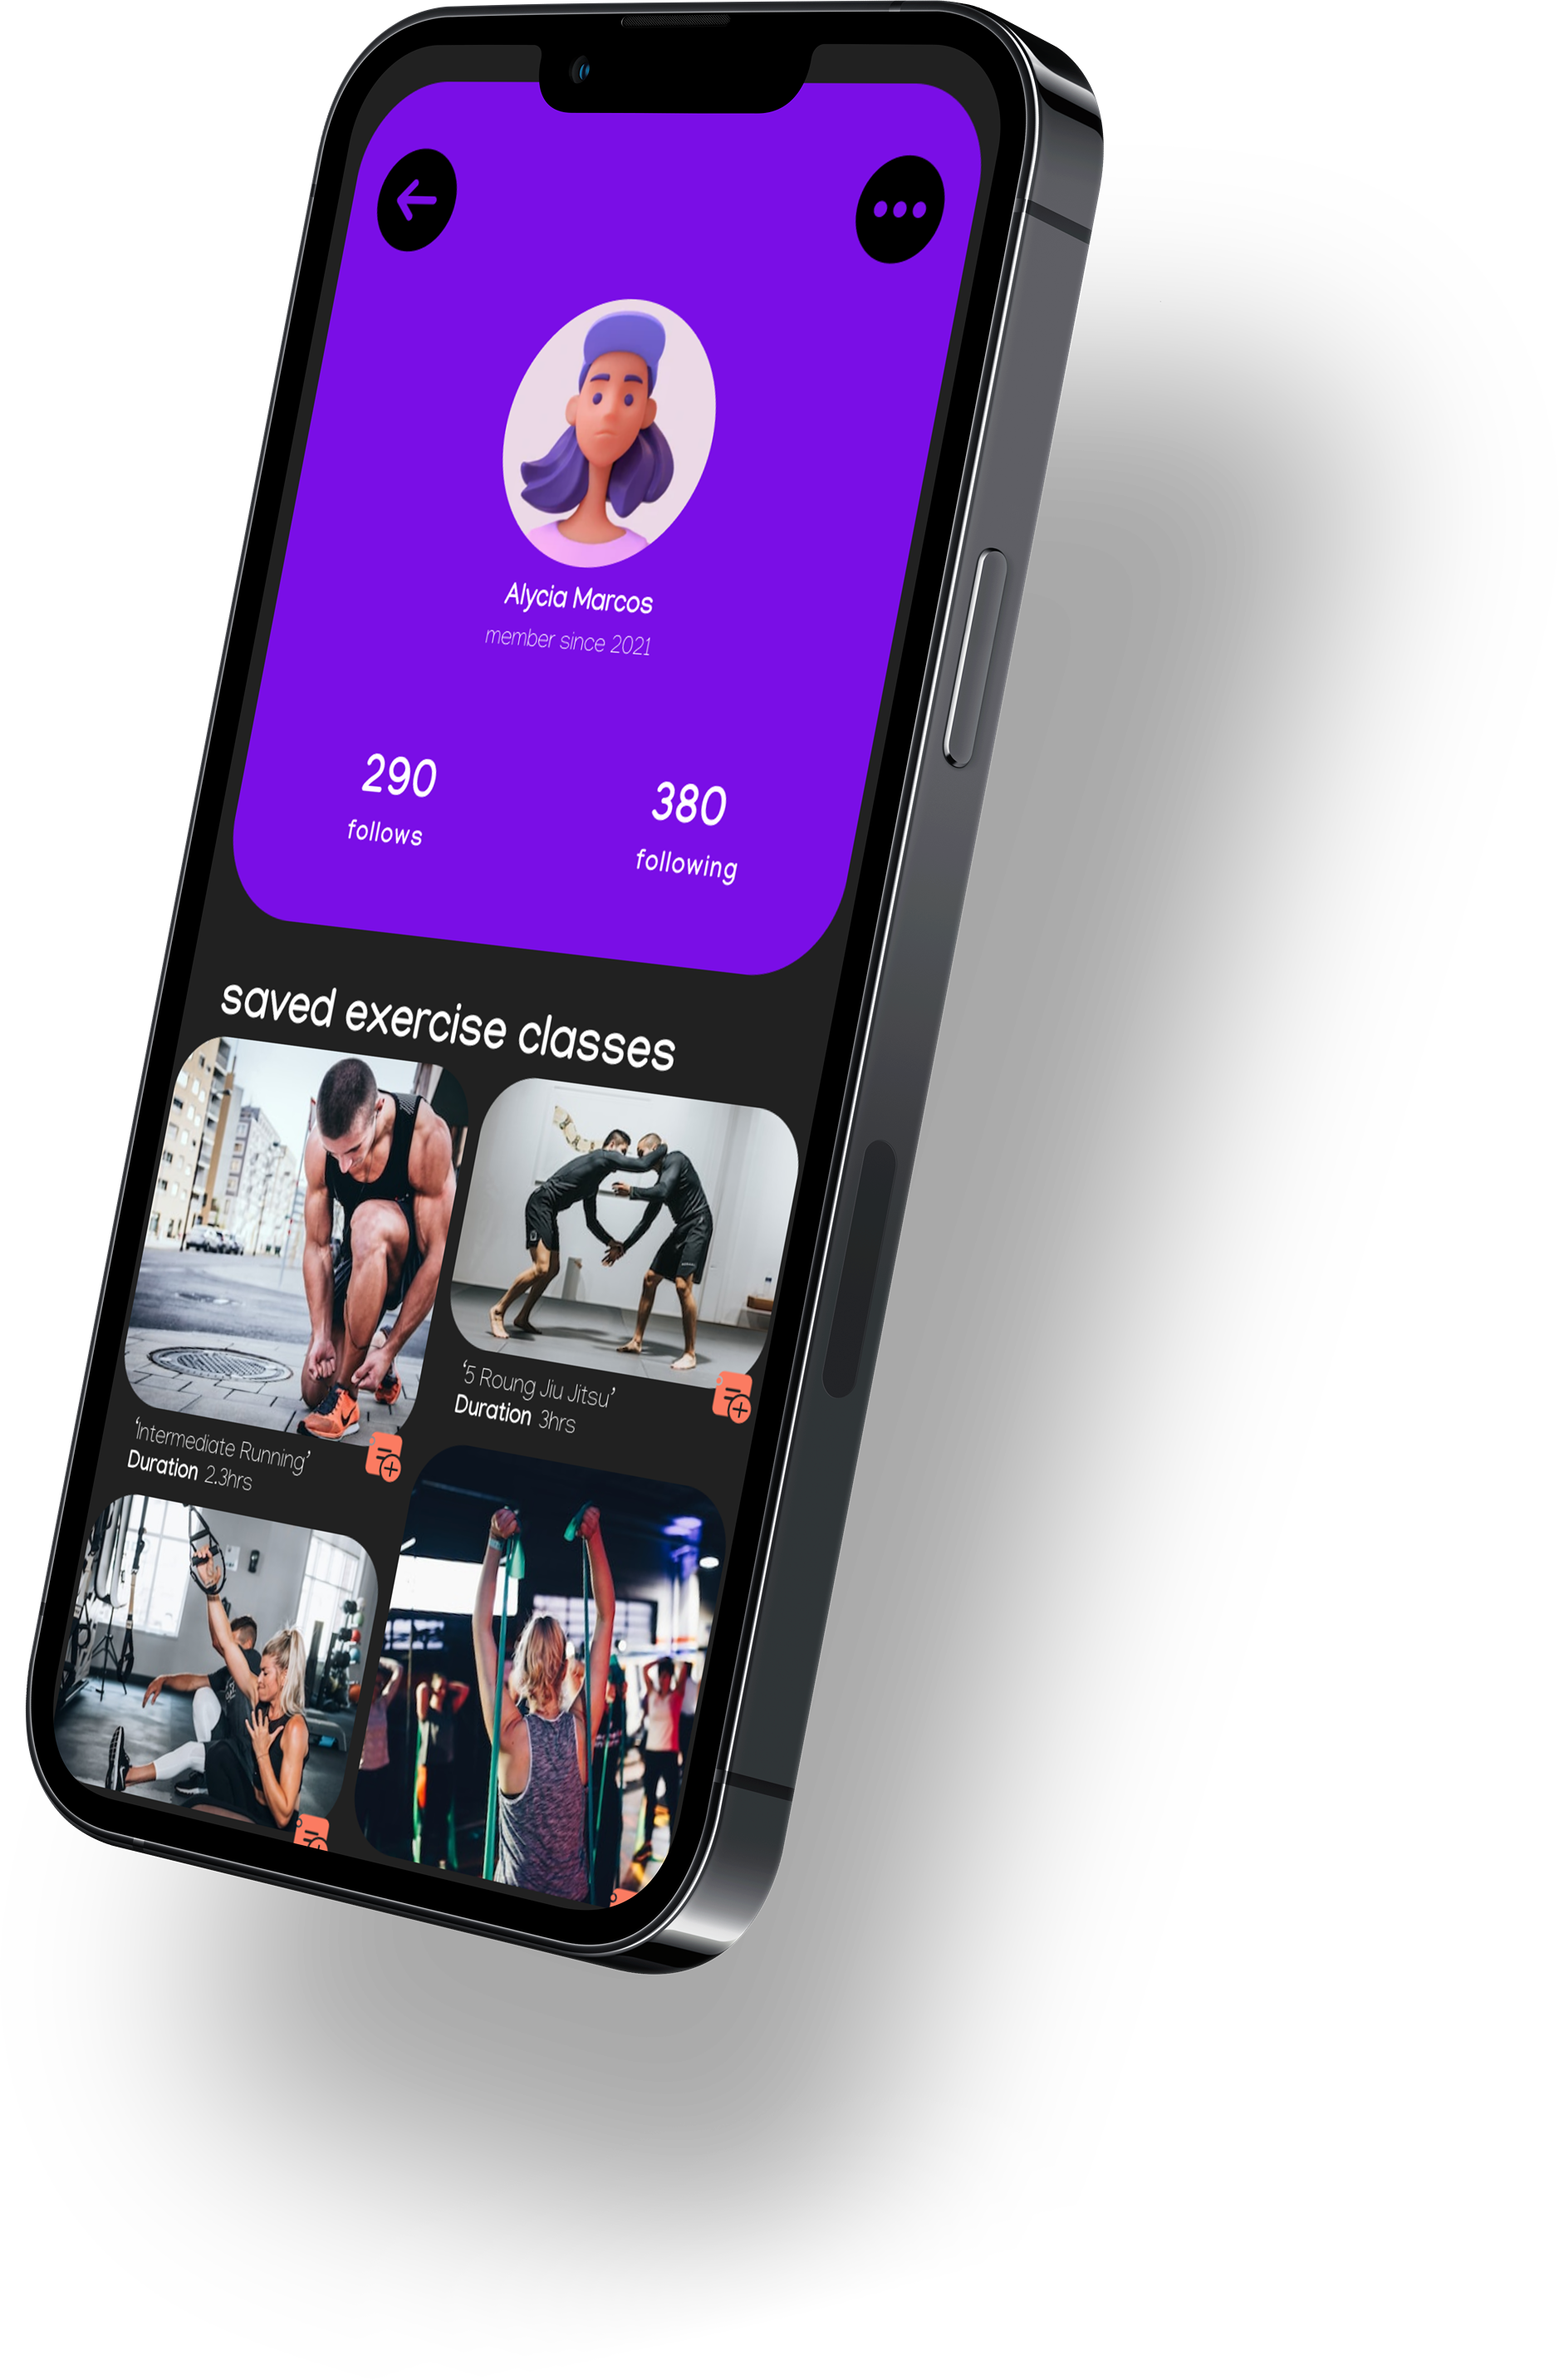 Alycia Marcos
member since 2021
290
follows
380
following
saved exercise classes
'Intermediate Running'
Duration 2.3hrs
‘5 Roung Jiu Jitsu’
Duration 3hrs